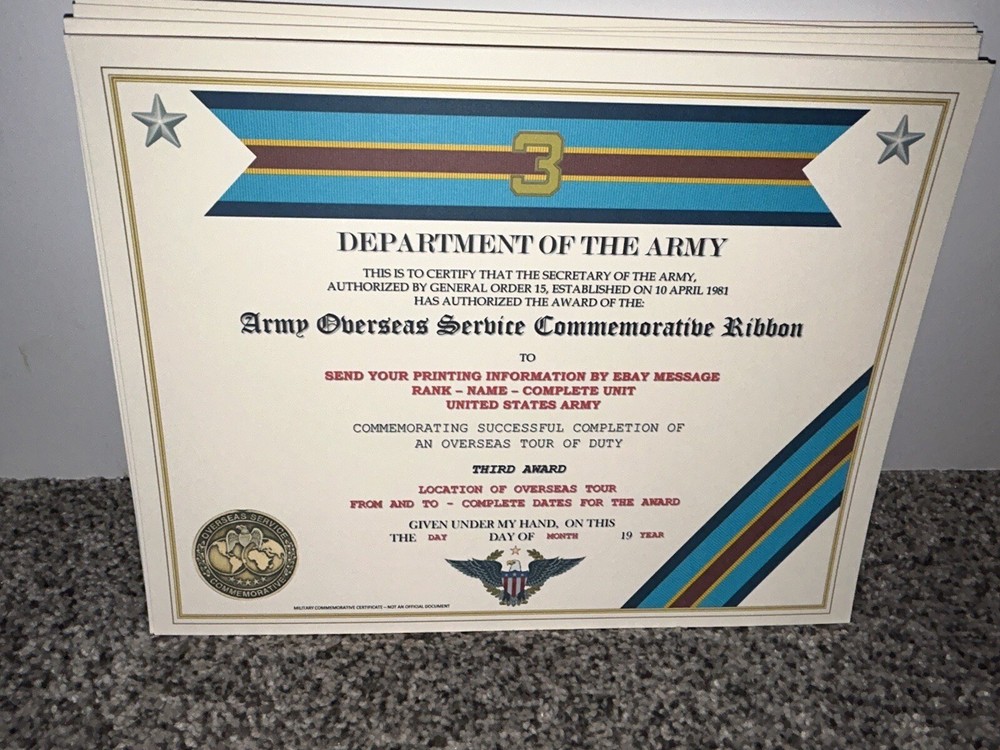 3
DEPARTMENT OF THE ARMY
THIS IS TO CERTIFY THAT THE SECRETARY OF THE ARMY,
AUTHORIZED BY GENERAL ORDER 15, ESTABLISHED ON 10 APRIL 1981
HAS AUTHORIZED THE AWARD OF THE:
Army Overseas Service Commemorative Ribbon
TO
SEND YOUR PRINTING INFORMATION BY EBAY MESSAGE
RANK – NAME – COMPLETE UNIT
UNITED STATES ARMY
COMMEMORATING SUCCESSFUL COMPLETION OF
AN OVERSEAS TOUR OF DUTY
THIRD AWARD
LOCATION OF OVERSEAS TOUR
FROM AND TO - COMPLETE DATES FOR THE AWARD
GIVEN UNDER MY HAND, ON THIS
THE DAY DAY OF MONTH 19 YEAR
OVERSEAS SERVICE
COMMEMORATIVE
MILITARY COMMEMORATIVE CERTIFICATE – NOT AN OFFICIAL DOCUMENT